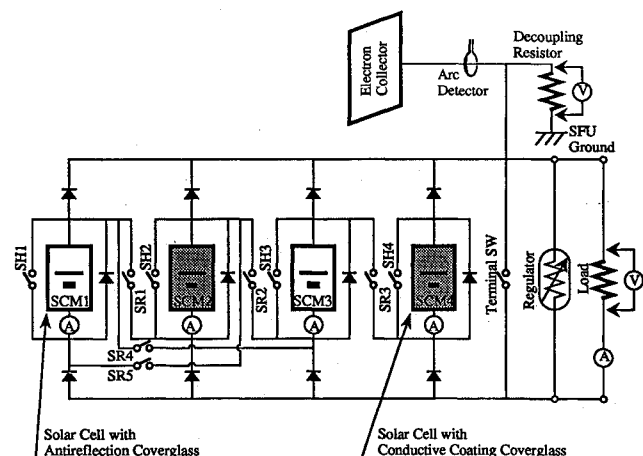 Decoupling
Resistor
Electron
Collector
Arc
Detector
V
SFU
Ground
SH1
SCM1
A
SR1
SH2
SCM2
A
SR2
SH3
SCM3
A
SR3
SH4
A
Terminal SW
Regulator
Load
V
A
SR4
SR5
Solar Cell with
Antireflection Coverglass
Solar Cell with
Conductive Coating Coverglass